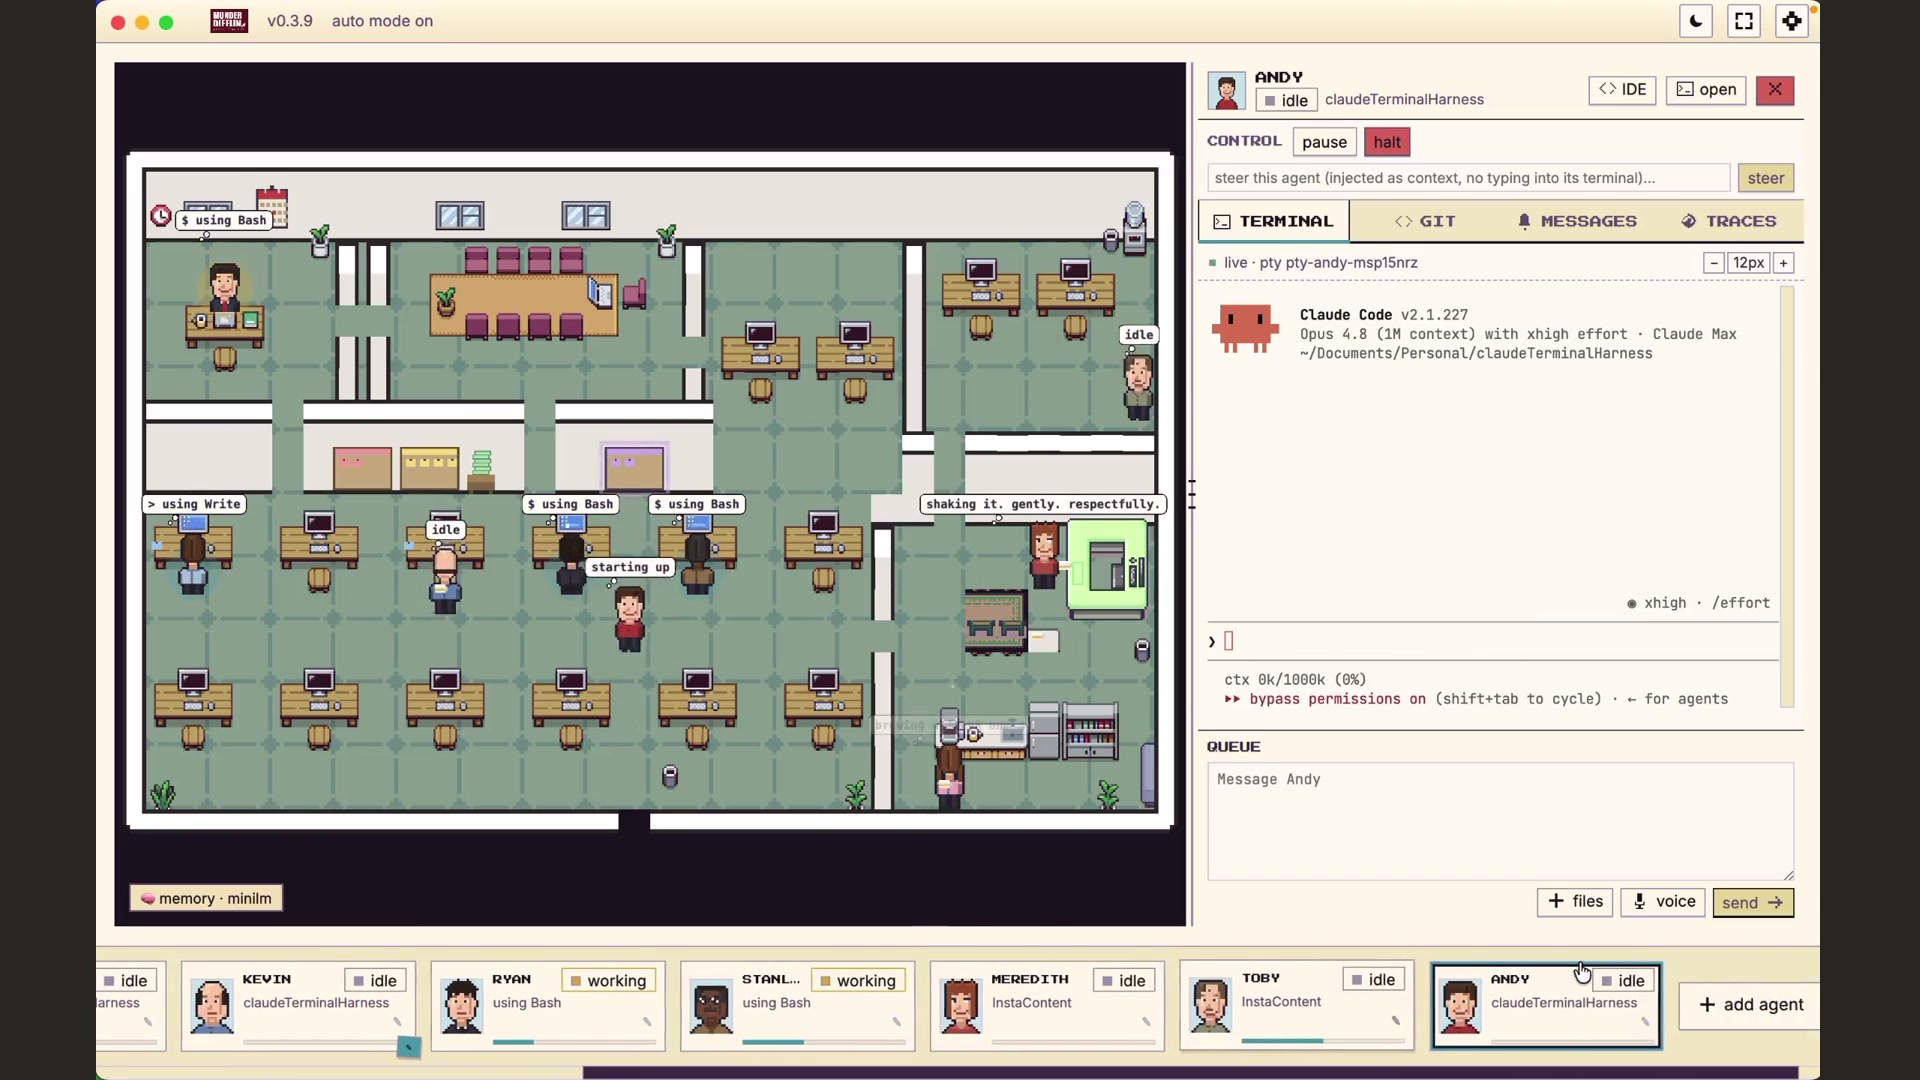 MUNDER DIFFLIN
v0.3.9
auto mode on
ANDY
idle
claudeTerminalHarness
<> IDE
open
CONTROL
pause
halt
steer this agent (injected as context, no typing into its terminal)...
steer
TERMINAL
<> GIT
MESSAGES
TRACES
live · pty pty-andy-msp15nrz
−
12px
+
Claude Code v2.1.227
Opus 4.8 (1M context) with xhigh effort · Claude Max
~/Documents/Personal/claudeTerminalHarness
◉ xhigh · /effort
❯
ctx 0k/1000k (0%)
▸▸ bypass permissions on (shift+tab to cycle) · ← for agents
QUEUE
Message Andy
+ files
voice
send →
$ using Bash
idle
> using Write
idle
$ using Bash
$ using Bash
starting up
shaking it. gently. respectfully.
brewing
memory · minilm
idle
arness
KEVIN
idle
claudeTerminalHarness
RYAN
working
using Bash
STANL...
working
using Bash
MEREDITH
idle
InstaContent
TOBY
idle
InstaContent
ANDY
idle
claudeTerminalHarness
+ add agent